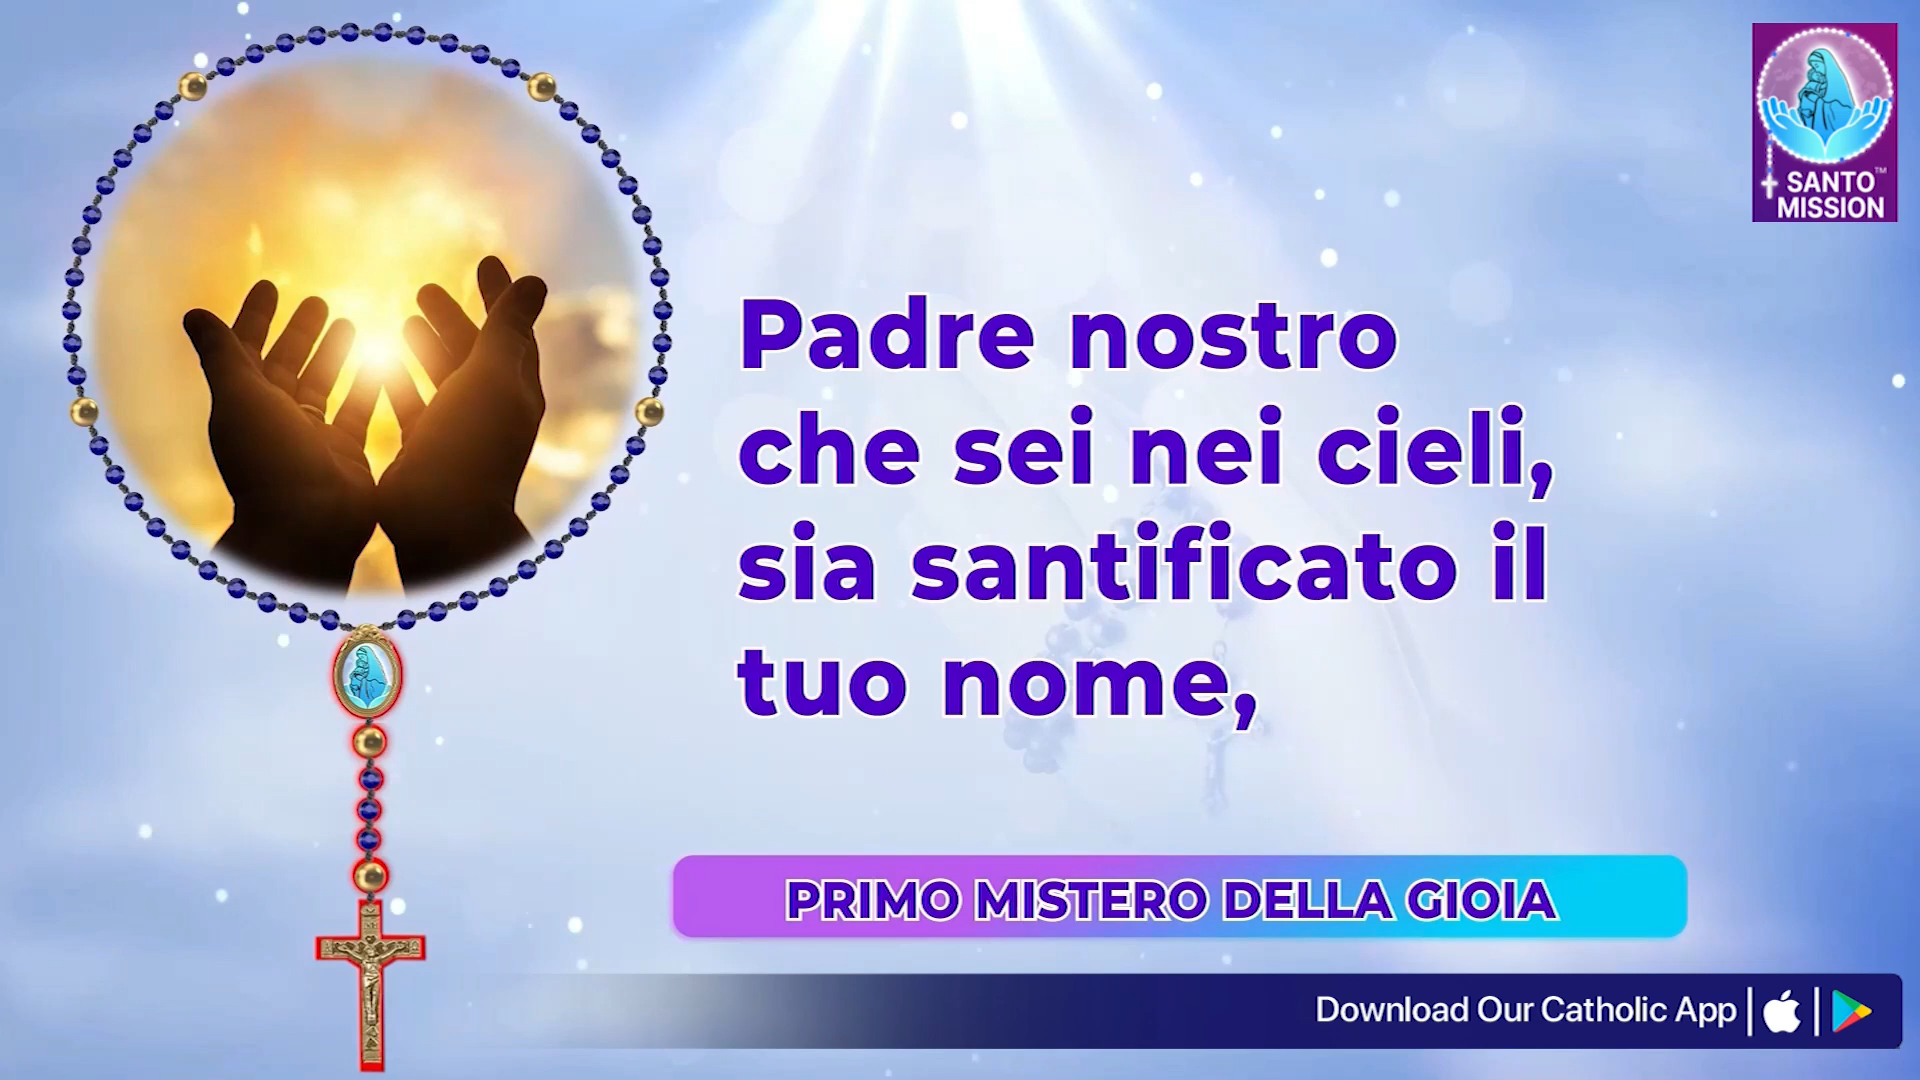 SANTO™
MISSION
Padre nostro
che sei nei cieli,
sia santificato il
tuo nome,
PRIMO MISTERO DELLA GIOIA
Download Our Catholic App